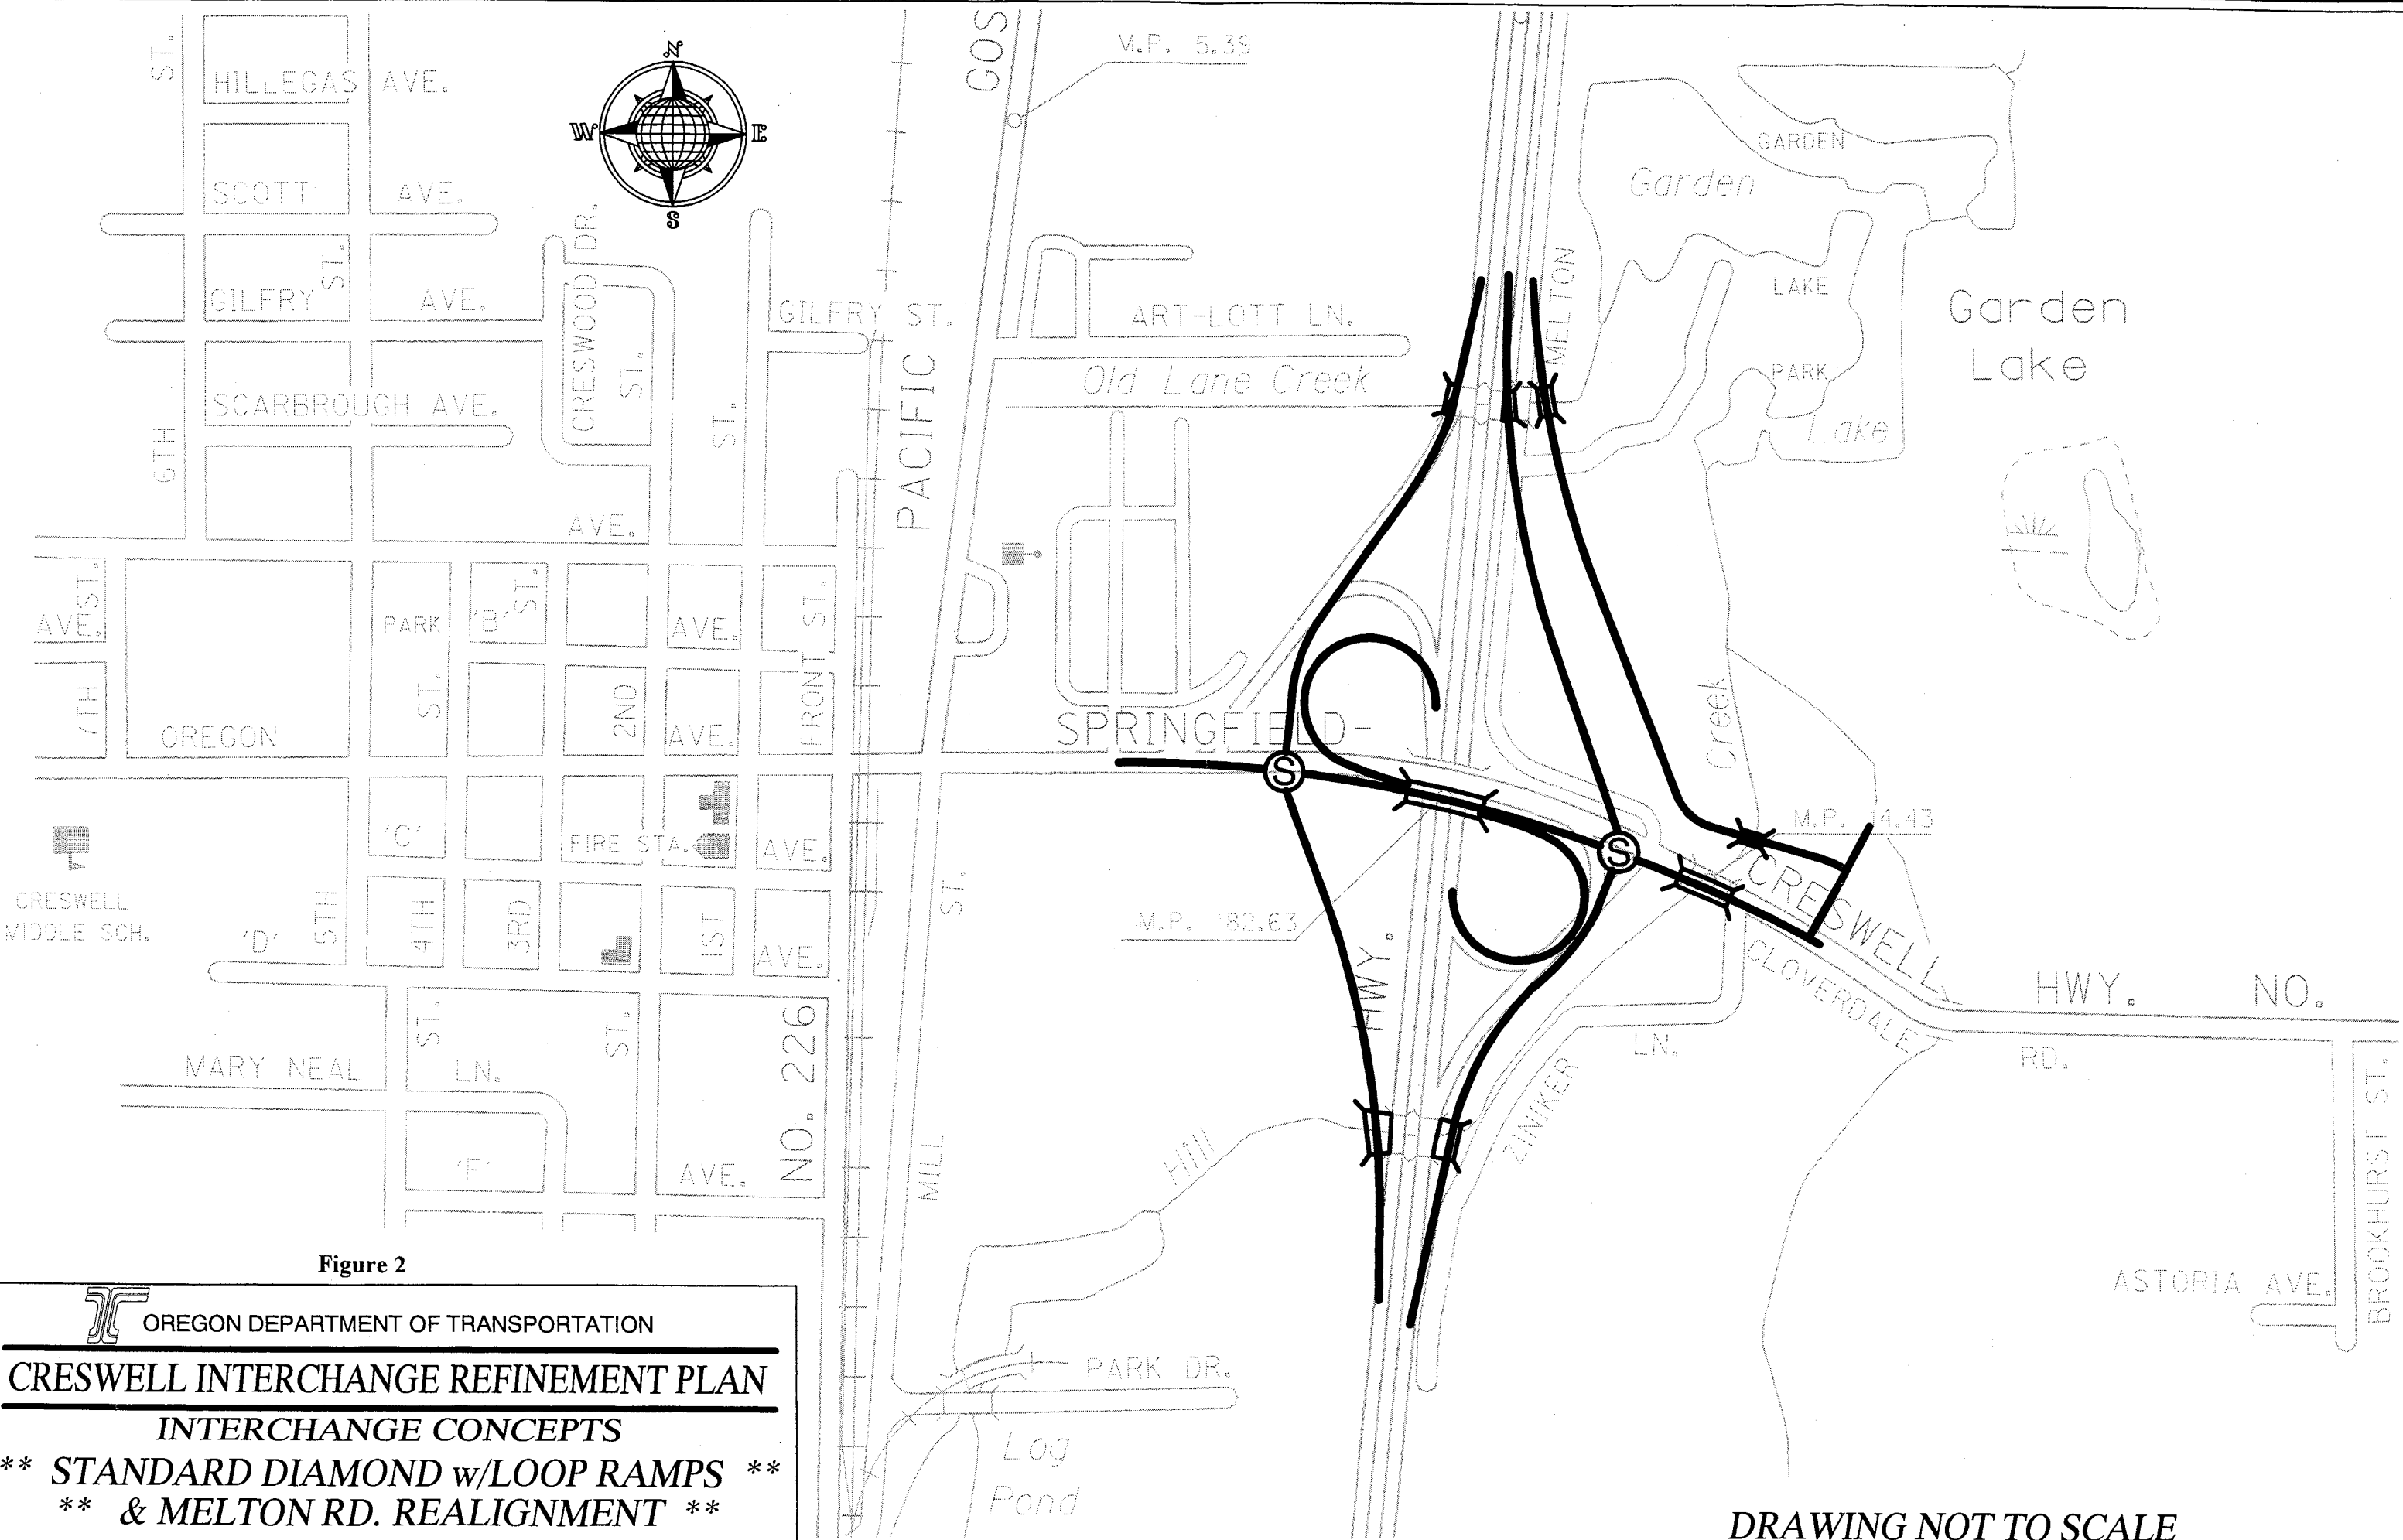 GOS
M.P. 5.39
ST.
HILLEGAS AVE.
N
W
E
S
SCOTT AVE.
GARDEN
Garden
LAKE
PARK
Lake
Garden
Lake
MELTON
GILFRY
ST.
AVE.
CRESWOOD DR.
ST.
GILFRY ST.
ART-LOTT LN.
Old Lane Creek
SCARBROUGH AVE.
6TH
ST.
PACIFIC
AVE.
AVE.
ST.
PARK
'B'
ST.
AVE.
FRONT ST.
7TH
ST.
2ND
AVE.
OREGON
SPRINGFIELD-
S
S
Creek
M.P. 4.43
CRESWELL
CLOVERDALE
HWY. NO.
RD.
'C'
FIRE STA.
AVE.
CRESWELL
MIDDLE SCH.
'D'
5TH
4TH
3RD
1ST
AVE.
ST.
M.P. 182.63
HWY.
ZINIKER
LN.
MARY NEAL LN.
ST.
ST.
NO. 226
'F'
AVE.
MILL
Hill
BROOKHURST ST.
ASTORIA AVE.
PARK DR.
Log
Pond
Figure 2
OREGON DEPARTMENT OF TRANSPORTATION
CRESWELL INTERCHANGE REFINEMENT PLAN
INTERCHANGE CONCEPTS
** STANDARD DIAMOND w/LOOP RAMPS **
** & MELTON RD. REALIGNMENT **
DRAWING NOT TO SCALE